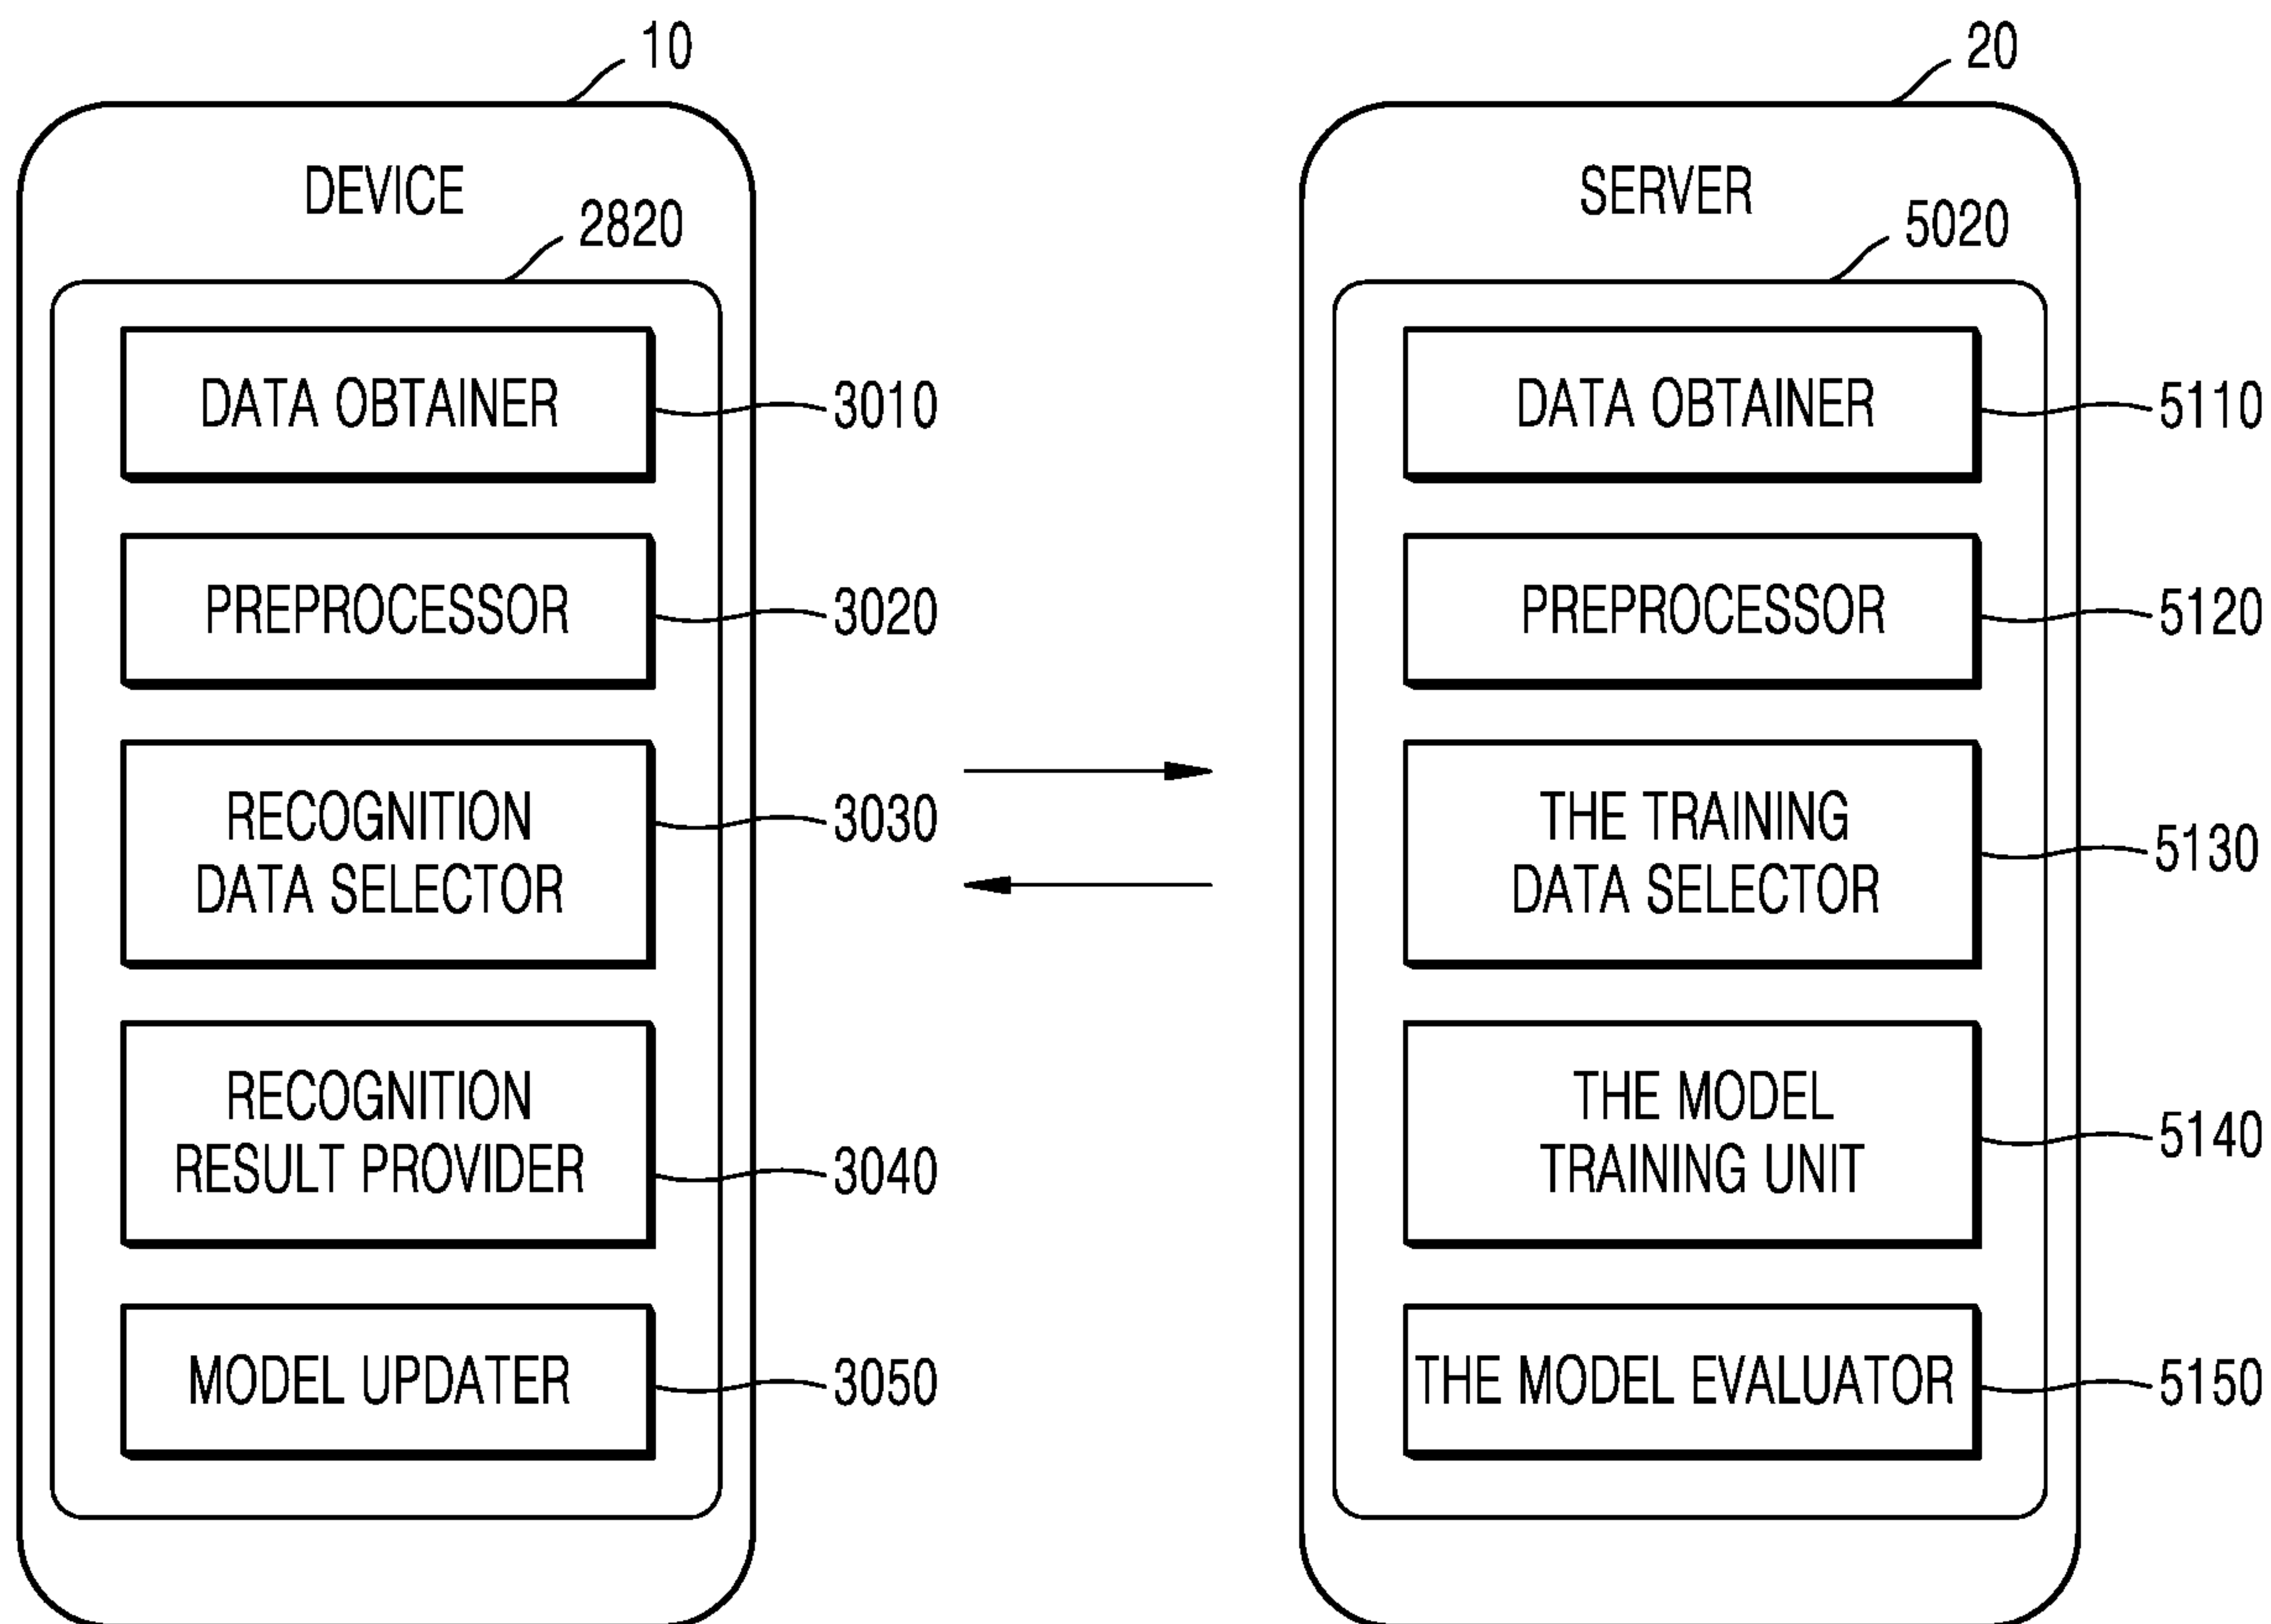 10
DEVICE
2820
DATA OBTAINER
3010
PREPROCESSOR
3020
RECOGNITION
DATA SELECTOR
3030
RECOGNITION
RESULT PROVIDER
3040
MODEL UPDATER
3050
20
SERVER
5020
DATA OBTAINER
5110
PREPROCESSOR
5120
THE TRAINING
DATA SELECTOR
5130
THE MODEL
TRAINING UNIT
5140
THE MODEL EVALUATOR
5150